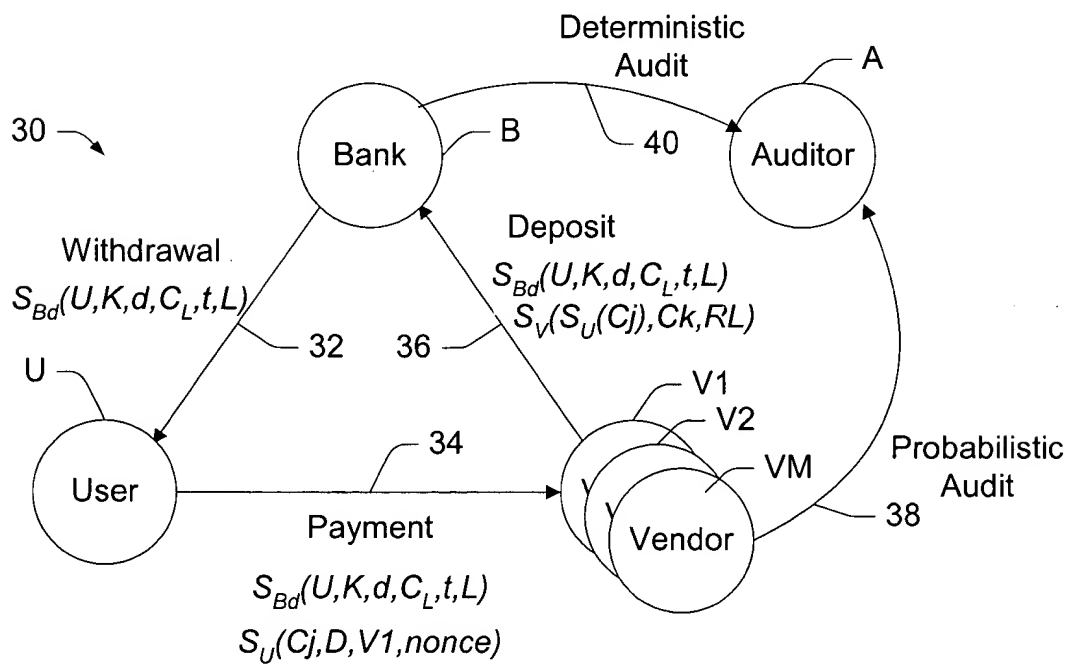 Deterministic
Audit
A
30
Bank
B
40
Auditor
Withdrawal
S_Bd(U,K,d,C_L,t,L)
Deposit
S_Bd(U,K,d,C_L,t,L)
S_V(S_U(Cj),Ck,RL)
32
36
U
V1
V2
34
VM
Probabilistic
Audit
User
Vendor
38
Payment
S_Bd(U,K,d,C_L,t,L)
S_U(Cj,D,V1,nonce)